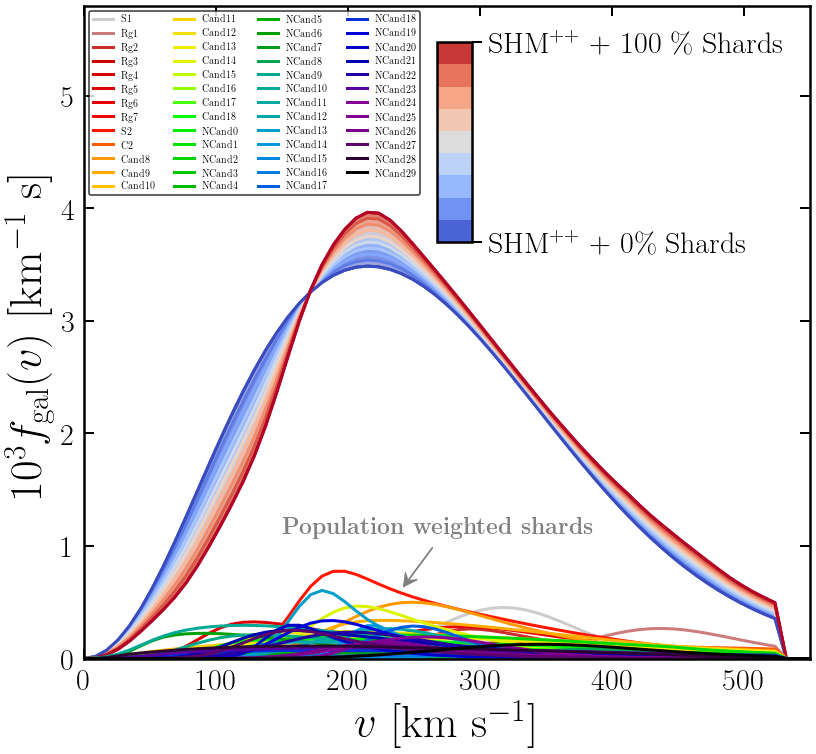 S1
Rg1
Rg2
Rg3
Rg4
Rg5
Rg6
Rg7
S2
C2
Cand8
Cand9
Cand10
Cand11
Cand12
Cand13
Cand14
Cand15
Cand16
Cand17
Cand18
NCand0
NCand1
NCand2
NCand3
NCand4
NCand5
NCand6
NCand7
NCand8
NCand9
NCand10
NCand11
NCand12
NCand13
NCand14
NCand15
NCand16
NCand17
NCand18
NCand19
NCand20
NCand21
NCand22
NCand23
NCand24
NCand25
NCand26
NCand27
NCand28
NCand29
SHM⁺⁺ + 100 % Shards
SHM⁺⁺ + 0% Shards
10³f_gal(v) [km⁻¹ s]
5
4
3
2
1
0
Population weighted shards
0 100 200 300 400 500
v [km s⁻¹]